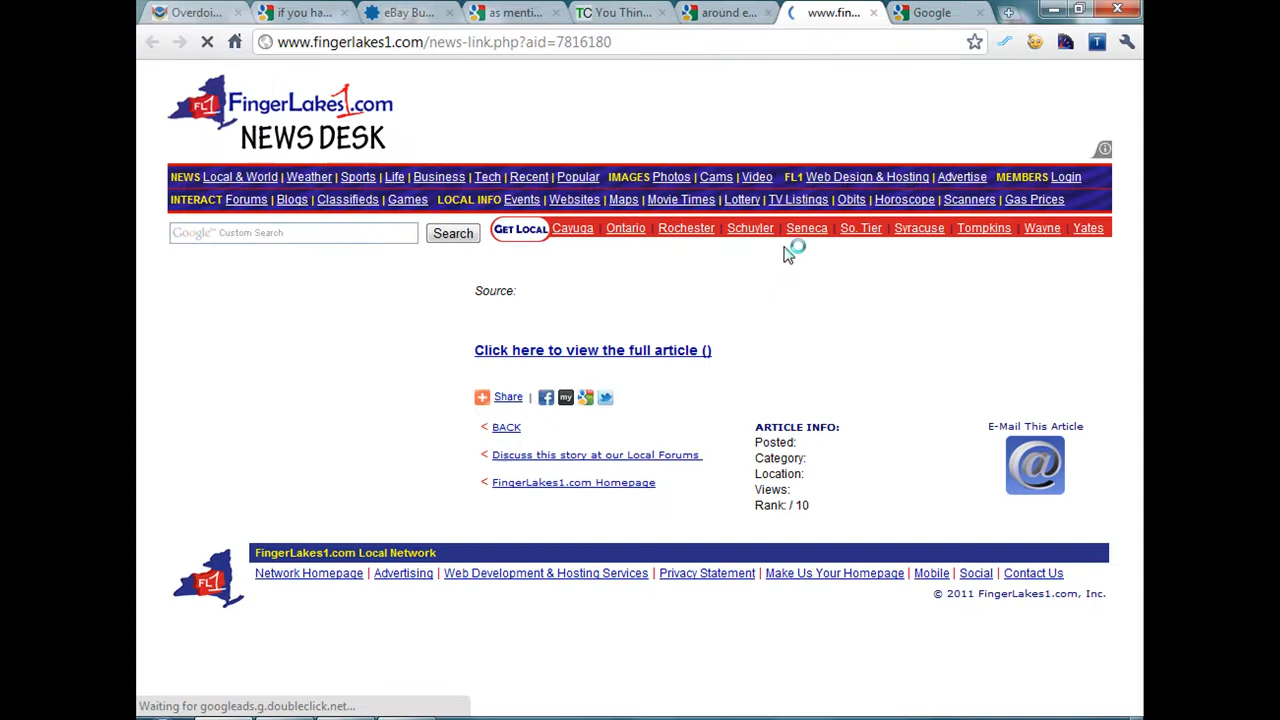 Overdoi...
if you ha...
eBay Bu...
as menti...
TC You Thin...
around e...
www.fin...
Google
www.fingerlakes1.com/news-link.php?aid=7816180
FL1 FingerLakes1.com
NEWS DESK
NEWS Local & World | Weather | Sports | Life | Business | Tech | Recent | Popular IMAGES Photos | Cams | Video FL1 Web Design & Hosting | Advertise MEMBERS Login
INTERACT Forums | Blogs | Classifieds | Games LOCAL INFO Events | Websites | Maps | Movie Times | Lottery | TV Listings | Obits | Horoscope | Scanners | Gas Prices
Google™ Custom Search Search GET LOCAL Cayuga | Ontario | Rochester | Schuyler | Seneca | So. Tier | Syracuse | Tompkins | Wayne | Yates
Source:
Click here to view the full article ()
Share | my
< BACK
< Discuss this story at our Local Forums
< FingerLakes1.com Homepage
ARTICLE INFO:
Posted:
Category:
Location:
Views:
Rank: / 10
E-Mail This Article
@
FL1
FingerLakes1.com Local Network
Network Homepage | Advertising | Web Development & Hosting Services | Privacy Statement | Make Us Your Homepage | Mobile | Social | Contact Us
© 2011 FingerLakes1.com, Inc.
Waiting for googleads.g.doubleclick.net...